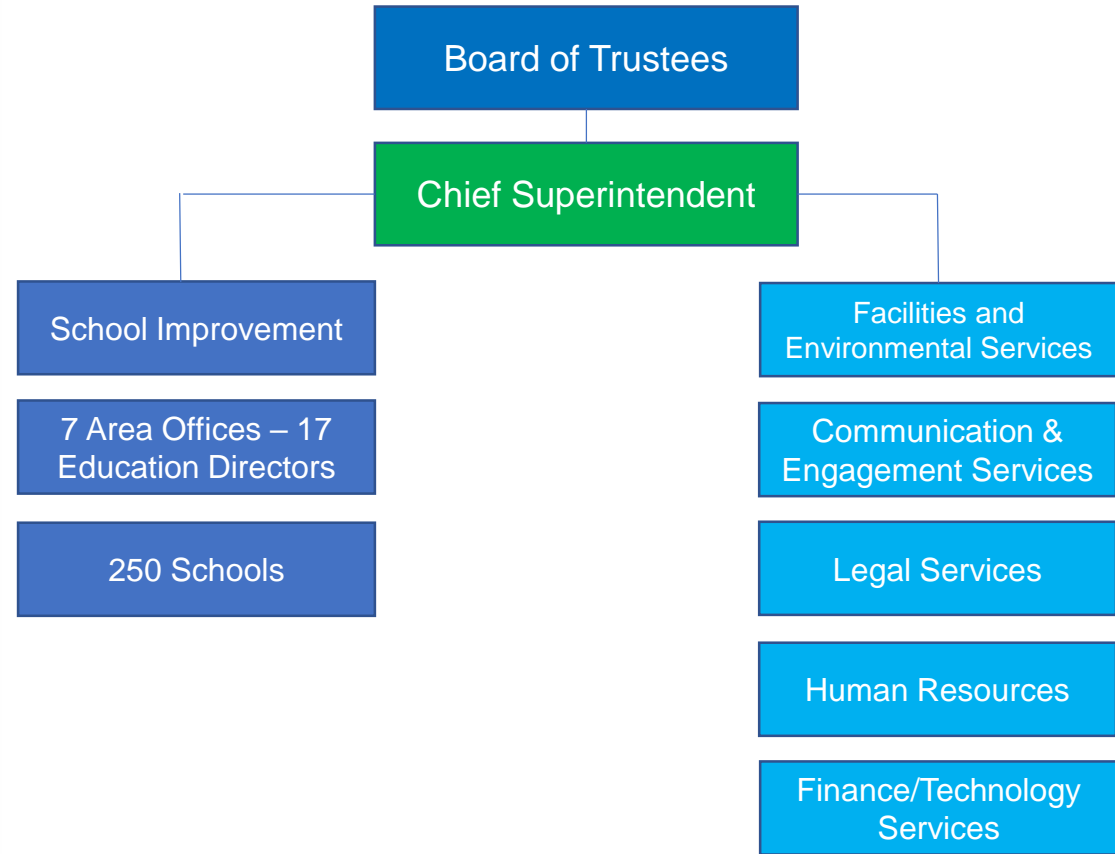 Board of Trustees
Chief Superintendent
School Improvement
7 Area Offices – 17
Education Directors
250 Schools
Facilities and
Environmental Services
Communication &
Engagement Services
Legal Services
Human Resources
Finance/Technology
Services